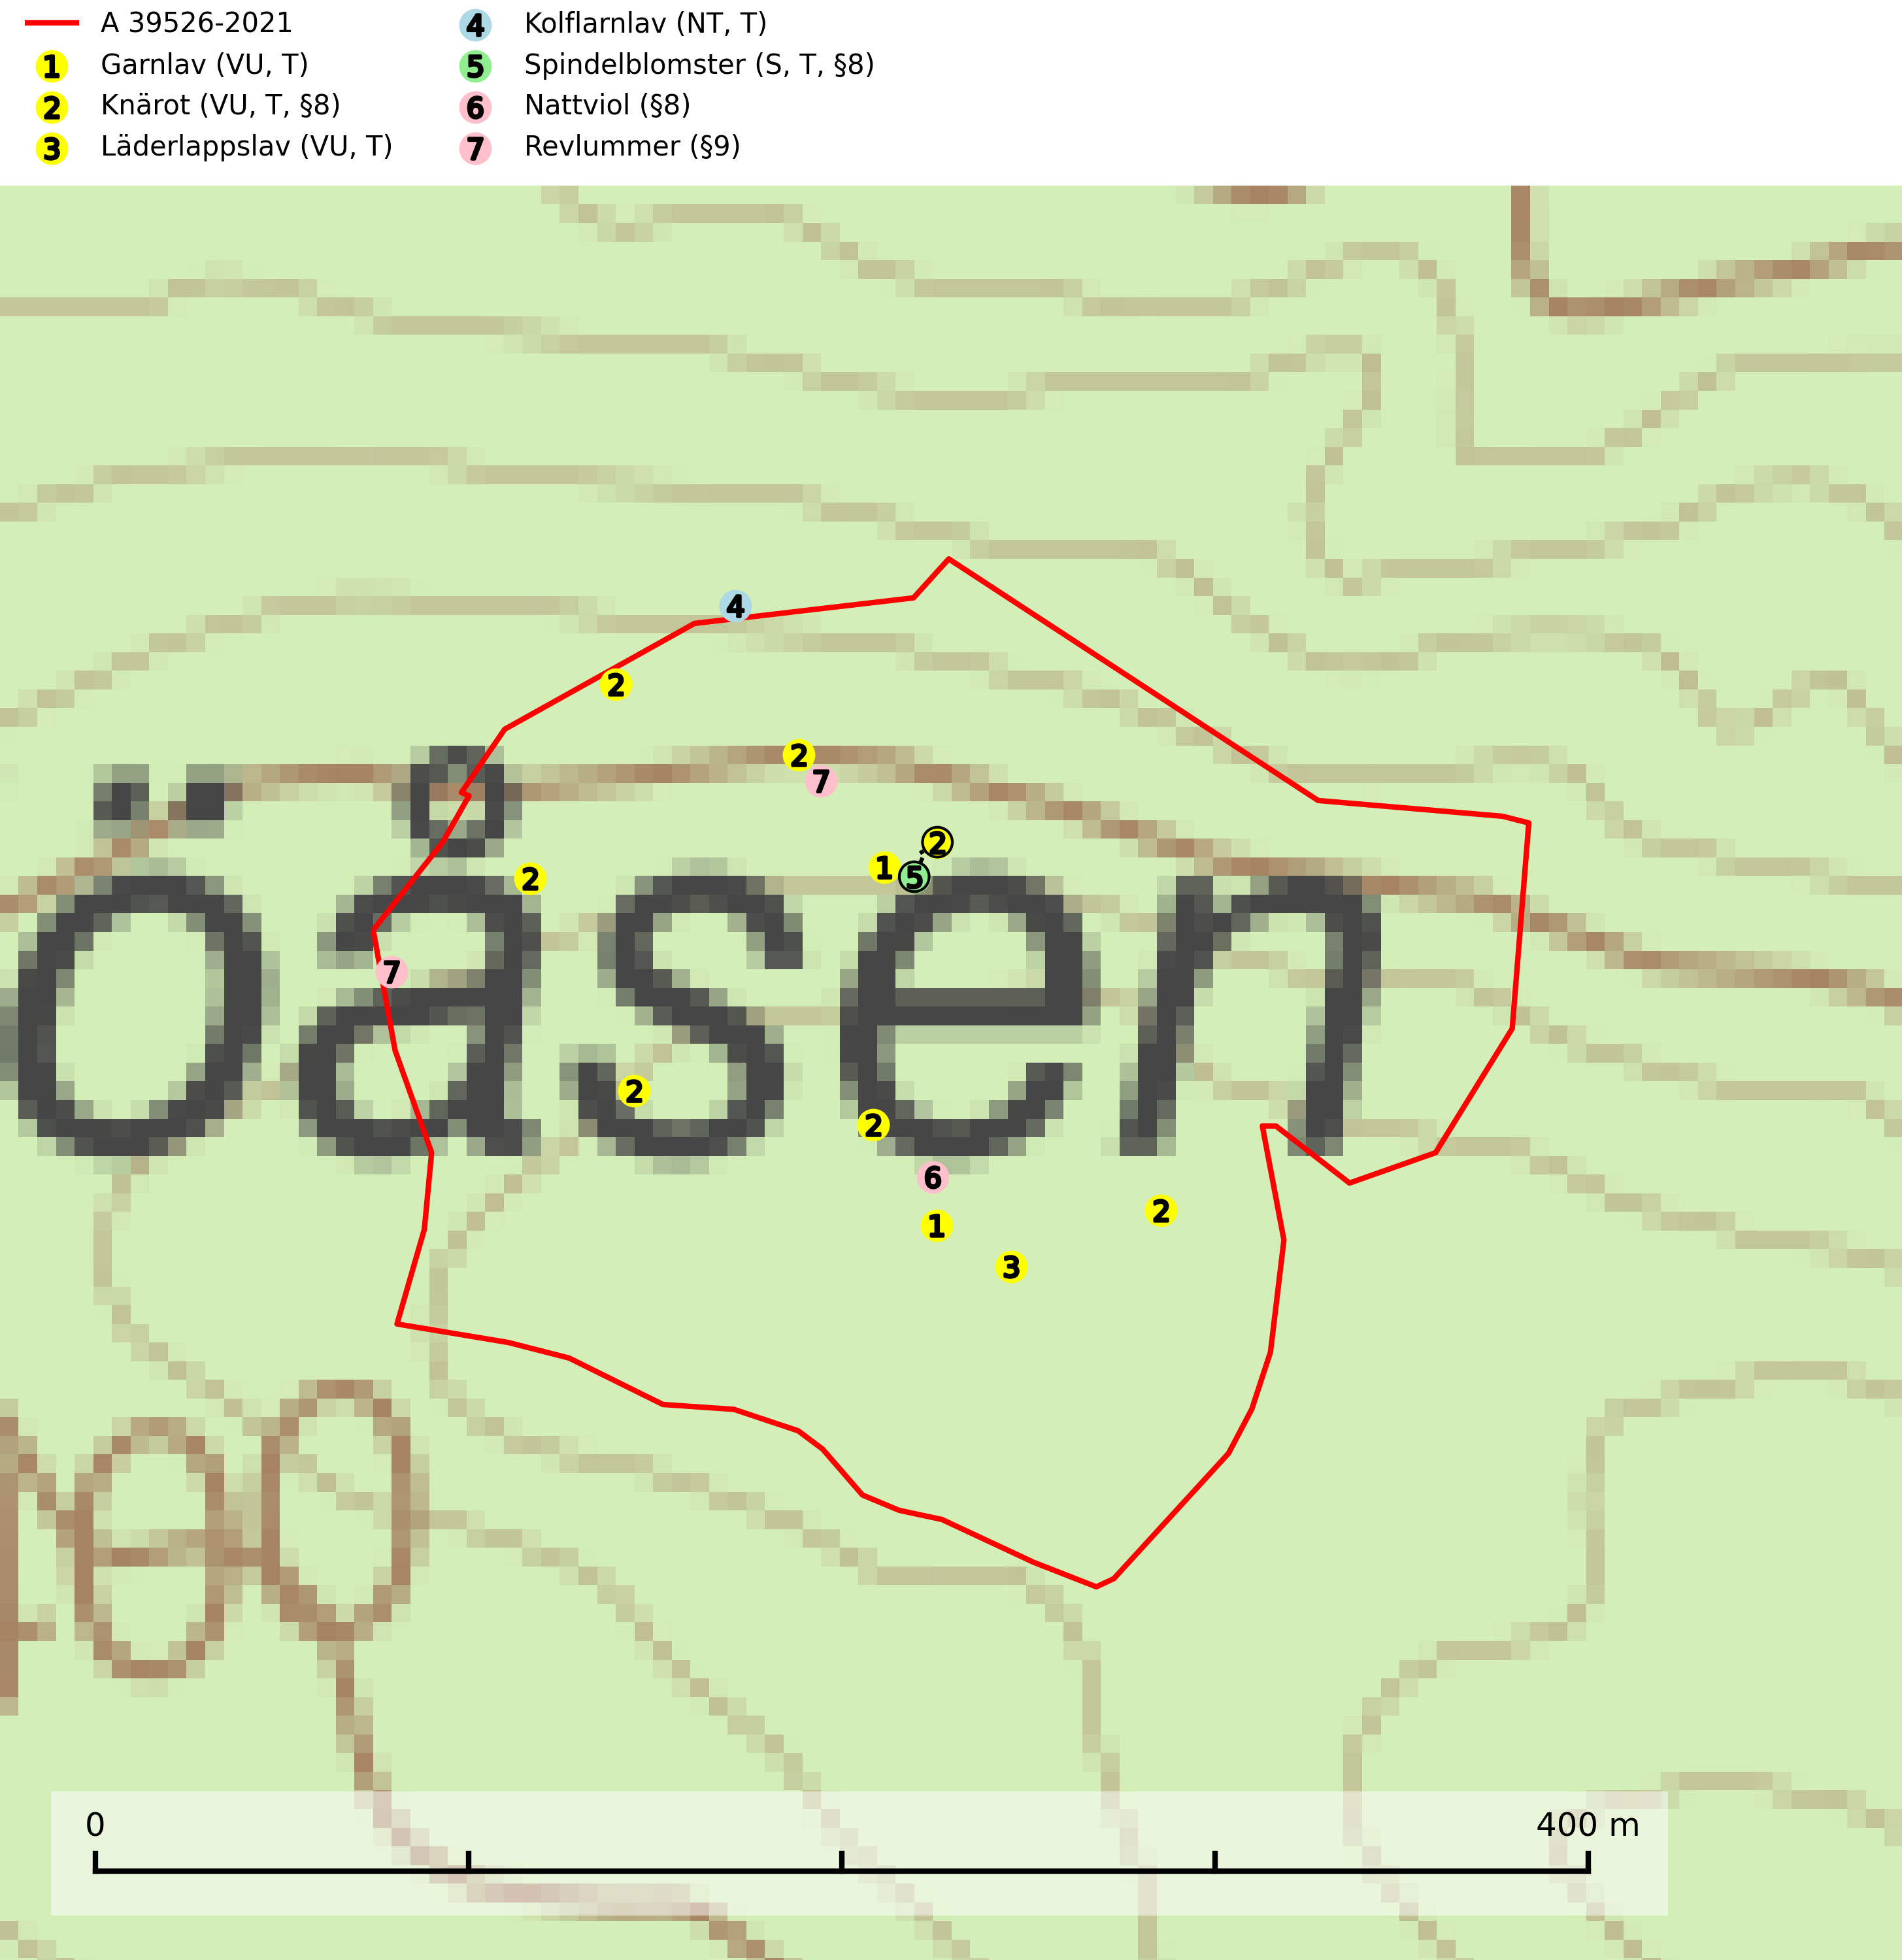 A 39526-2021
1 Garnlav (VU, T)
2 Knärot (VU, T, §8)
3 Läderlappslav (VU, T)
4 Kolflarnlav (NT, T)
5 Spindelblomster (S, T, §8)
6 Nattviol (§8)
7 Revlummer (§9)
4
2
2
7
2
1
5
2
öåsen
7
2
2
6
2
1
3
0
400 m